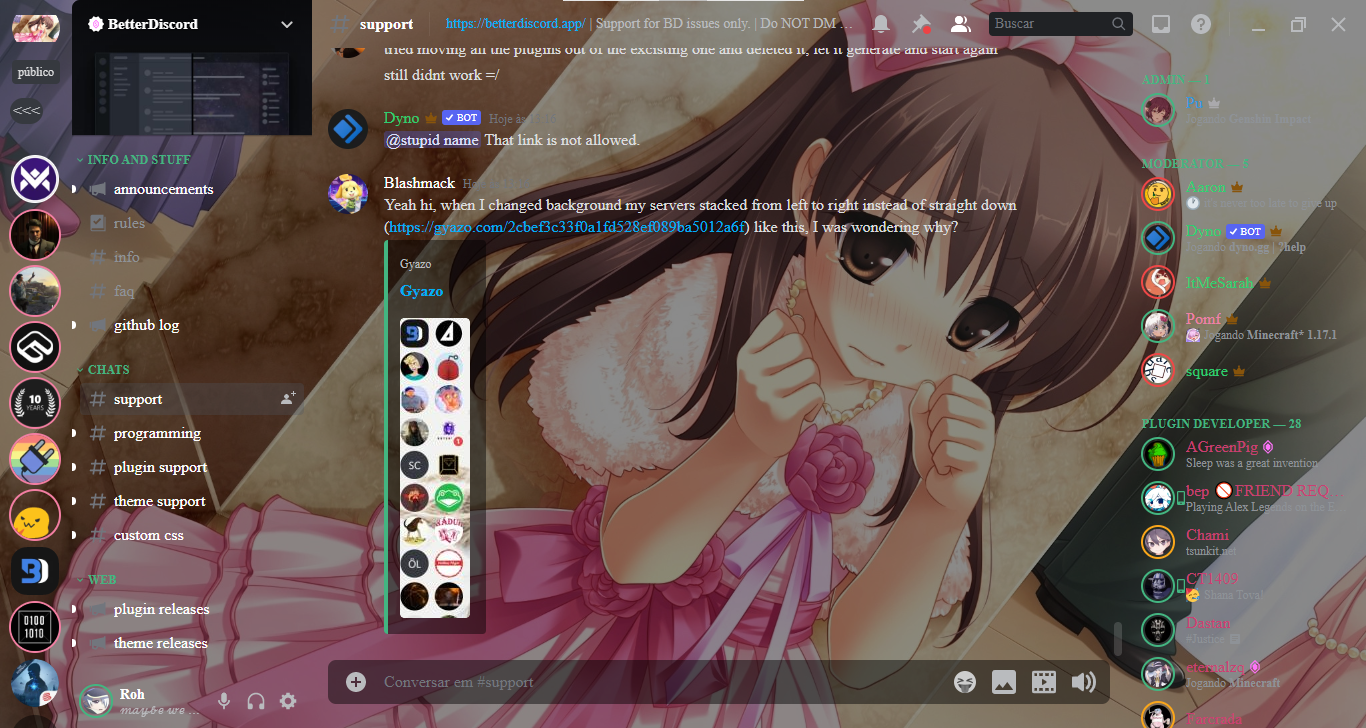 BetterDiscord
support
https://betterdiscord.app/ | Support for BD issues only. | Do NOT DM ...
Buscar
público
<<<
tried moving all the plugins out of the excisting one and deleted it, let it generate and start again
still didnt work =/
Dyno BOT Hoje às
@stupid name That link is not allowed.
Blashmack
Yeah hi, when I changed background my servers stacked from left to right instead of straight down
(https://gyazo.com/2cbef3c33f0a1fd528ef089ba5012a6f) like this, I was wondering why?
Gyazo
Gyazo
SC
ÖL
INFO AND STUFF
announcements
rules
info
faq
github log
CHATS
support
programming
plugin support
theme support
custom css
WEB
plugin releases
theme releases
10
YEARS
0100
1010
Roh
maybe we ...
Conversar em #support
ADMIN — 1
Jogando Genshin Impact
MODERATOR — 5
Aaron
it's never too late to give up
Dyno BOT
Jogando dyno.gg | ?help
ItMeSarah
Pomf
Jogando Minecraft* 1.17.1
square
PLUGIN DEVELOPER — 28
AGreenPig
Sleep was a great invention
bep FRIEND REQ...
Playing Alex Legends on the E...
Chami
tsunkit.net
CT1409
Shana Tova!
Dastan
#Justice
eternalzo
Jogando Minecraft